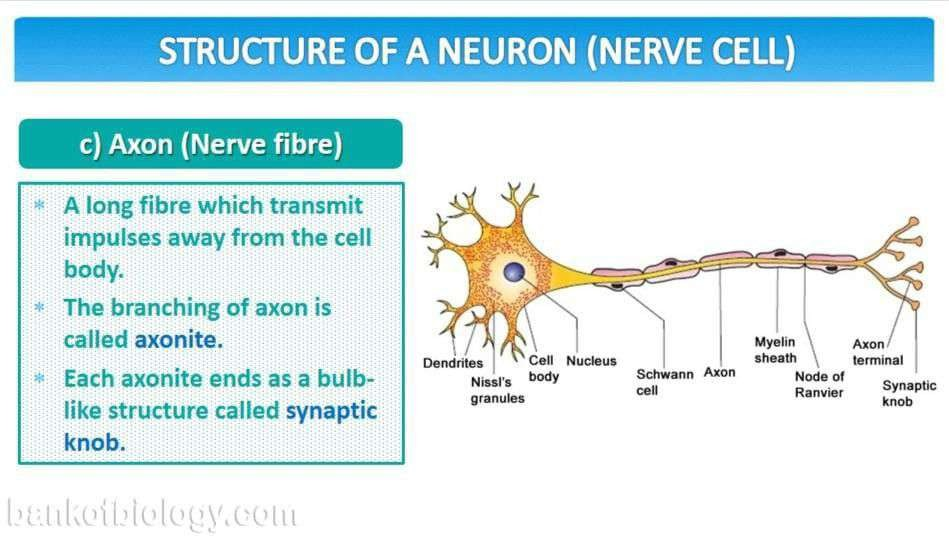 STRUCTURE OF A NEURON (NERVE CELL)
c) Axon (Nerve fibre)
* A long fibre which transmit
impulses away from the cell
body.
* The branching of axon is
called axonite.
* Each axonite ends as a bulb-
like structure called synaptic
knob.
Dendrites
Nissl's
granules
Cell
body
Nucleus
Schwann
cell
Axon
Myelin
sheath
Node of
Ranvier
Axon
terminal
Synaptic
knob
bankofbiology.com